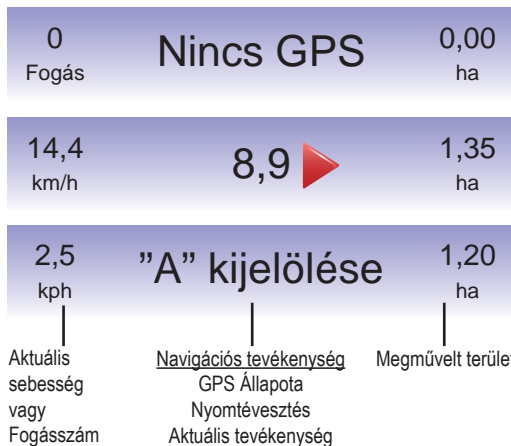 0 Nincs GPS 0,00
Fogás ha
14,4 8,9 1,35
km/h ha
2,5 "A" kijelölése 1,20
kph ha
Aktuális sebesség vagy Fogásszám
Navigációs tevékenység
GPS Állapota
Nyomtévesztés
Aktuális tevékenység
Megművelt terület